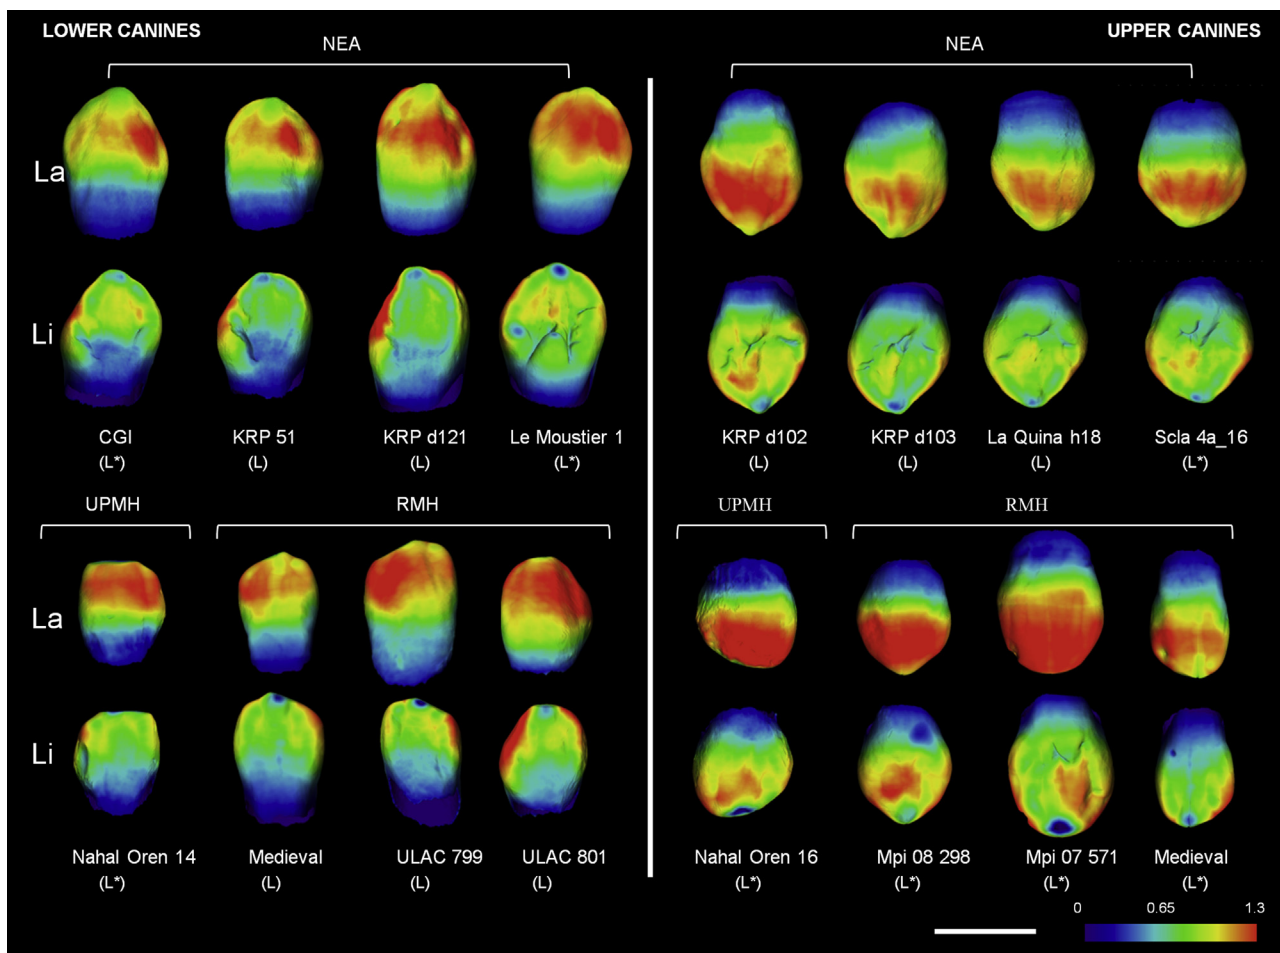 LOWER CANINES
UPPER CANINES
NEA
NEA
La
Li
CGI
KRP 51
KRP d121
Le Moustier 1
KRP d102
KRP d103
La Quina h18
Scla 4a_16
(L*)
(L)
(L)
(L*)
(L)
(L)
(L)
(L*)
UPMH
RMH
UPMH
RMH
La
Li
Nahal Oren 14
Medieval
ULAC 799
ULAC 801
Nahal Oren 16
Mpi 08 298
Mpi 07 571
Medieval
(L*)
(L)
(L)
(L)
(L*)
(L*)
(L*)
(L*)
0
0.65
1.3